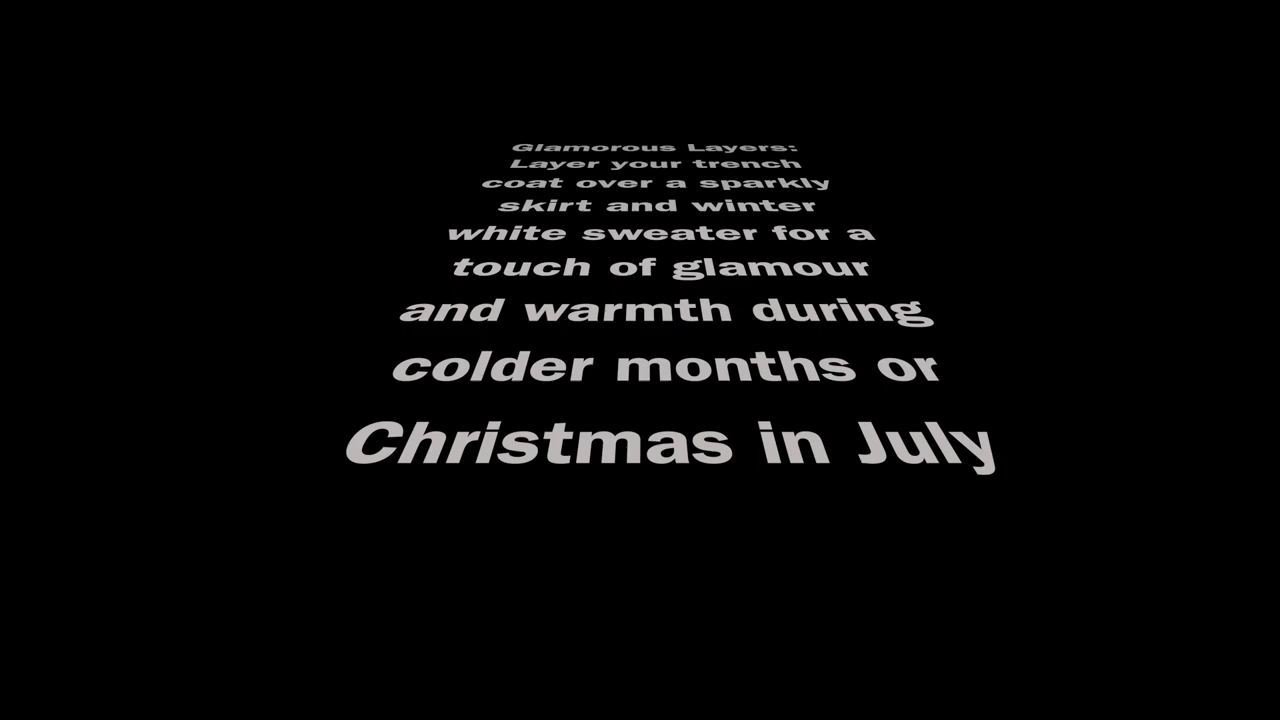 Glamorous Layers:
Layer your trench
coat over a sparkly
skirt and winter
white sweater for a
touch of glamour
and warmth during
colder months or
Christmas in July